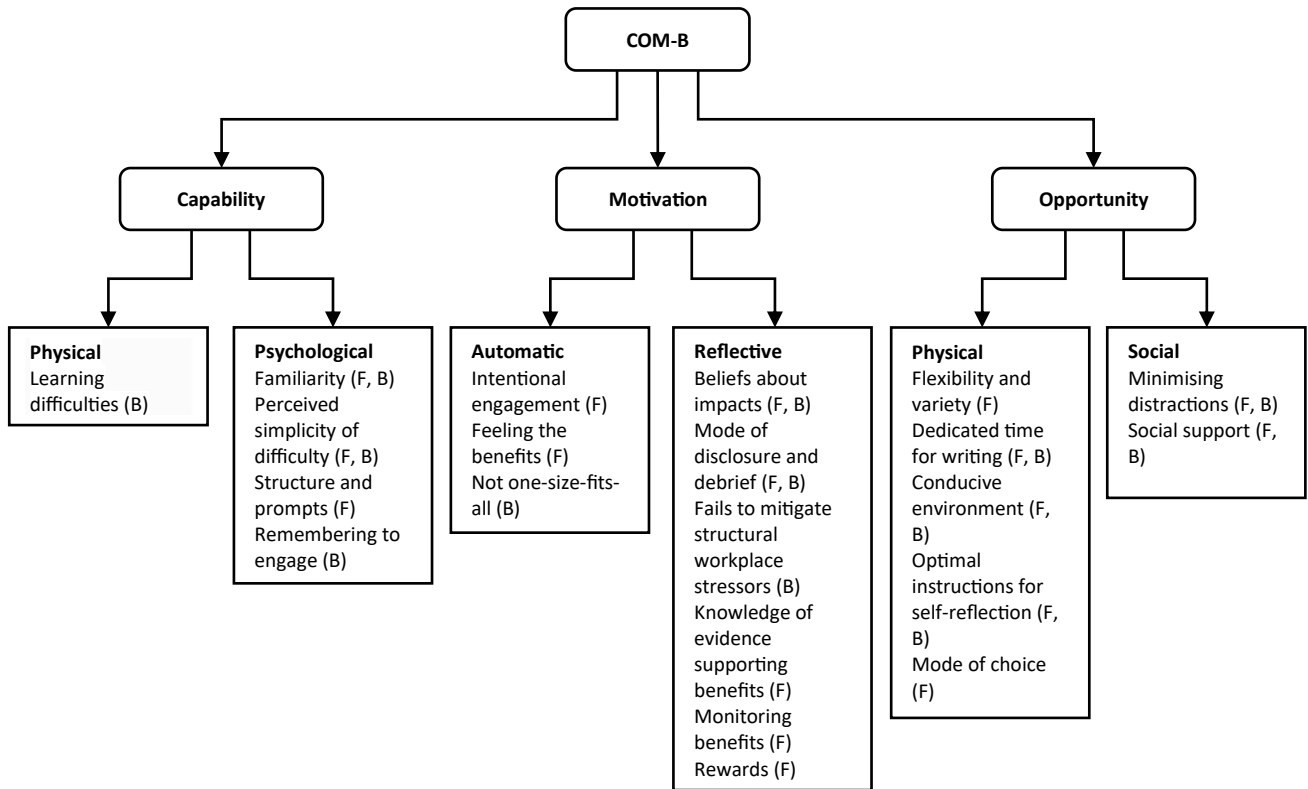 COM-B
Capability
Motivation
Opportunity
Physical
Learning
difficulties (B)
Psychological
Familiarity (F, B)
Perceived
simplicity of
difficulty (F, B)
Structure and
prompts (F)
Remembering to
engage (B)
Automatic
Intentional
engagement (F)
Feeling the
benefits (F)
Not one-size-fits-
all (B)
Reflective
Beliefs about
impacts (F, B)
Mode of
disclosure and
debrief (F, B)
Fails to mitigate
structural
workplace
stressors (B)
Knowledge of
evidence
supporting
benefits (F)
Monitoring
benefits (F)
Rewards (F)
Physical
Flexibility and
variety (F)
Dedicated time
for writing (F, B)
Conducive
environment (F,
B)
Optimal
instructions for
self-reflection (F,
B)
Mode of choice
(F)
Social
Minimising
distractions (F, B)
Social support (F,
B)